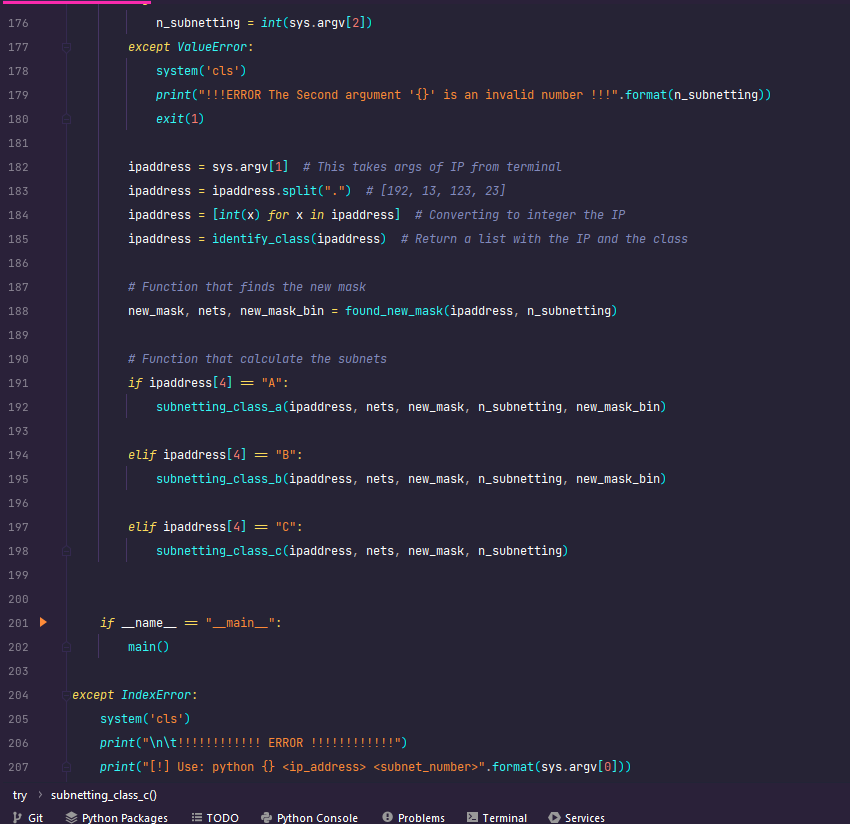 176 n_subnetting = int(sys.argv[2])
177 except ValueError:
178 system('cls')
179 print("!!!ERROR The Second argument '{}' is an invalid number !!!".format(n_subnetting))
180 exit(1)
181
182 ipaddress = sys.argv[1]  # This takes args of IP from terminal
183 ipaddress = ipaddress.split(".")  # [192, 13, 123, 23]
184 ipaddress = [int(x) for x in ipaddress]  # Converting to integer the IP
185 ipaddress = identify_class(ipaddress)  # Return a list with the IP and the class
186
187 # Function that finds the new mask
188 new_mask, nets, new_mask_bin = found_new_mask(ipaddress, n_subnetting)
189
190 # Function that calculate the subnets
191 if ipaddress[4] == "A":
192 subnetting_class_a(ipaddress, nets, new_mask, n_subnetting, new_mask_bin)
193
194 elif ipaddress[4] == "B":
195 subnetting_class_b(ipaddress, nets, new_mask, n_subnetting, new_mask_bin)
196
197 elif ipaddress[4] == "C":
198 subnetting_class_c(ipaddress, nets, new_mask, n_subnetting)
199
200
201 if __name__ == "__main__":
202 main()
203
204 except IndexError:
205 system('cls')
206 print("\n\t!!!!!!!!!!!! ERROR !!!!!!!!!!!!")
207 print("[!] Use: python {} <ip_address> <subnet_number>".format(sys.argv[0]))
try > subnetting_class_c()
Git Python Packages TODO Python Console Problems Terminal Services